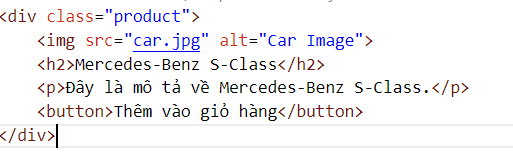 <div class="product">
<img src="car.jpg" alt="Car Image">
<h2>Mercedes-Benz S-Class</h2>
<p>Đây là mô tả về Mercedes-Benz S-Class.</p>
<button>Thêm vào giỏ hàng</button>
</div>